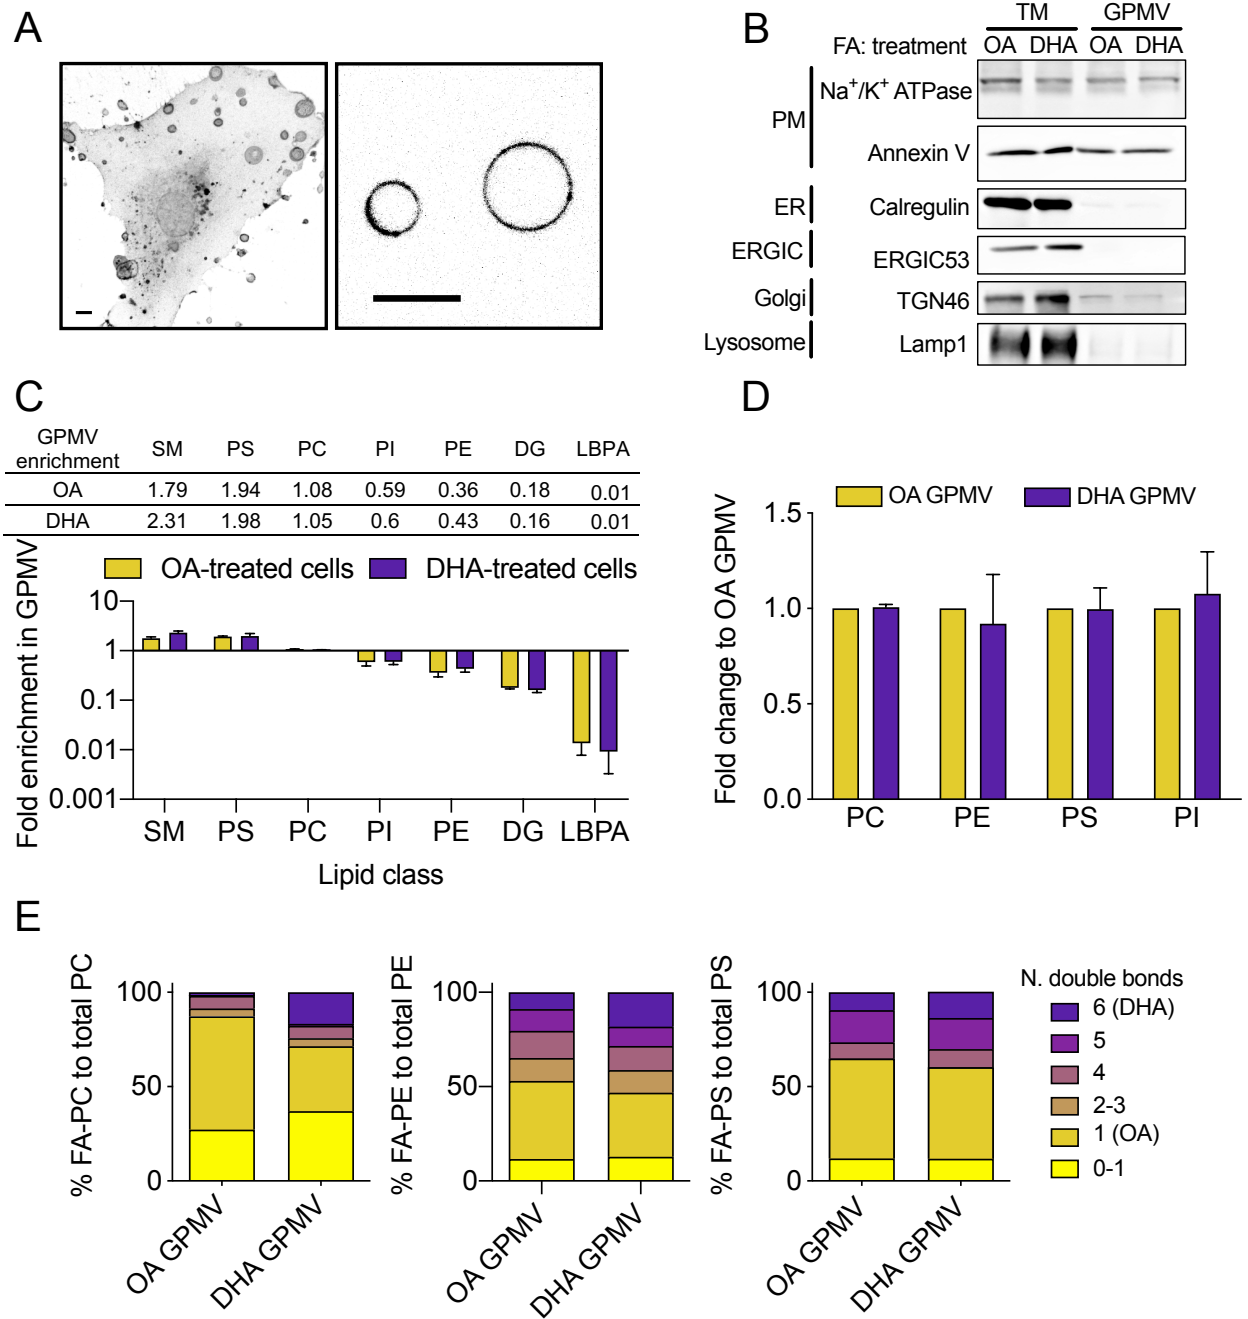 A
B
TM GPMV
FA: treatment OA DHA OA DHA
PM
Na⁺/K⁺ ATPase
Annexin V
ER Calregulin
ERGIC ERGIC53
Golgi TGN46
Lysosome Lamp1
C
GPMV
enrichment SM PS PC PI PE DG LBPA
OA 1.79 1.94 1.08 0.59 0.36 0.18 0.01
DHA 2.31 1.98 1.05 0.6 0.43 0.16 0.01
OA-treated cells DHA-treated cells
Fold enrichment in GPMV
10
1
0.1
0.01
0.001
SM PS PC PI PE DG LBPA
Lipid class
D
OA GPMV DHA GPMV
Fold change to OA GPMV
1.5
1.0
0.5
0.0
PC PE PS PI
E
% FA-PC to total PC
100
50
0
OA GPMV
DHA GPMV
% FA-PE to total PE
100
50
0
OA GPMV
DHA GPMV
% FA-PS to total PS
100
50
0
OA GPMV
DHA GPMV
N. double bonds
6 (DHA)
5
4
2-3
1 (OA)
0-1